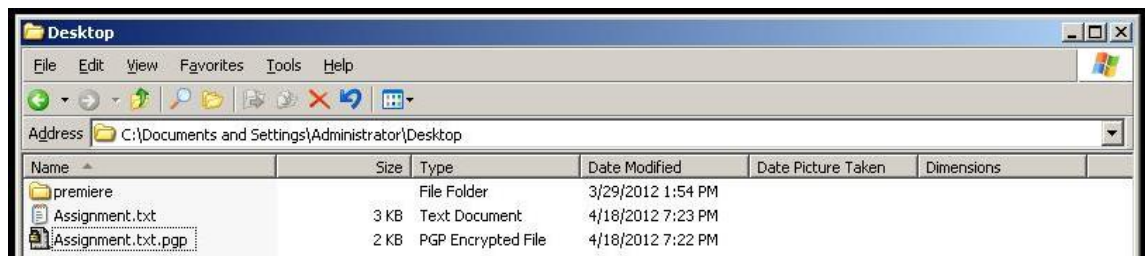 Desktop
File Edit View Favorites Tools Help
Address C:\Documents and Settings\Administrator\Desktop
Name Size Type Date Modified Date Picture Taken Dimensions
premiere File Folder 3/29/2012 1:54 PM
Assignment.txt 3 KB Text Document 4/18/2012 7:23 PM
Assignment.txt.pgp 2 KB PGP Encrypted File 4/18/2012 7:22 PM